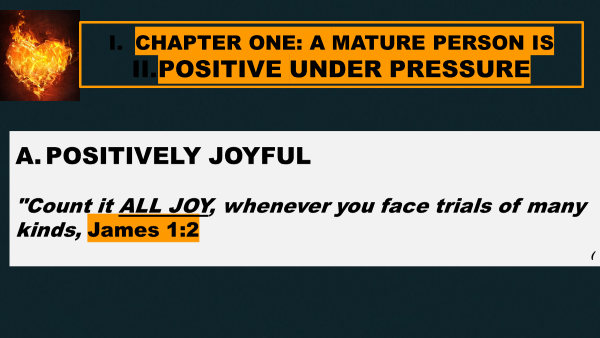 I. CHAPTER ONE: A MATURE PERSON IS
II. POSITIVE UNDER PRESSURE
A. POSITIVELY JOYFUL
"Count it ALL JOY, whenever you face trials of many
kinds, James 1:2
(